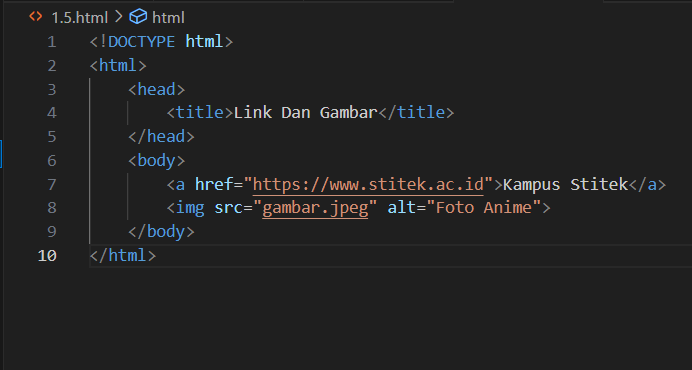 1.5.html > html
1 <!DOCTYPE html>
2 <html>
3     <head>
4         <title>Link Dan Gambar</title>
5     </head>
6     <body>
7         <a href="https://www.stitek.ac.id">Kampus Stitek</a>
8         <img src="gambar.jpeg" alt="Foto Anime">
9     </body>
10 </html>